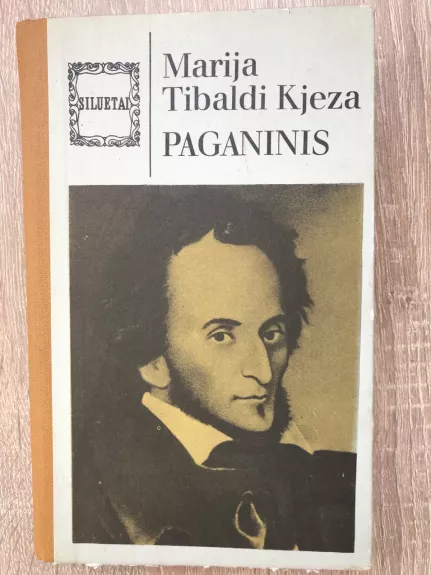 SILUETAI
Marija
Tibaldi Kjeza
PAGANINIS